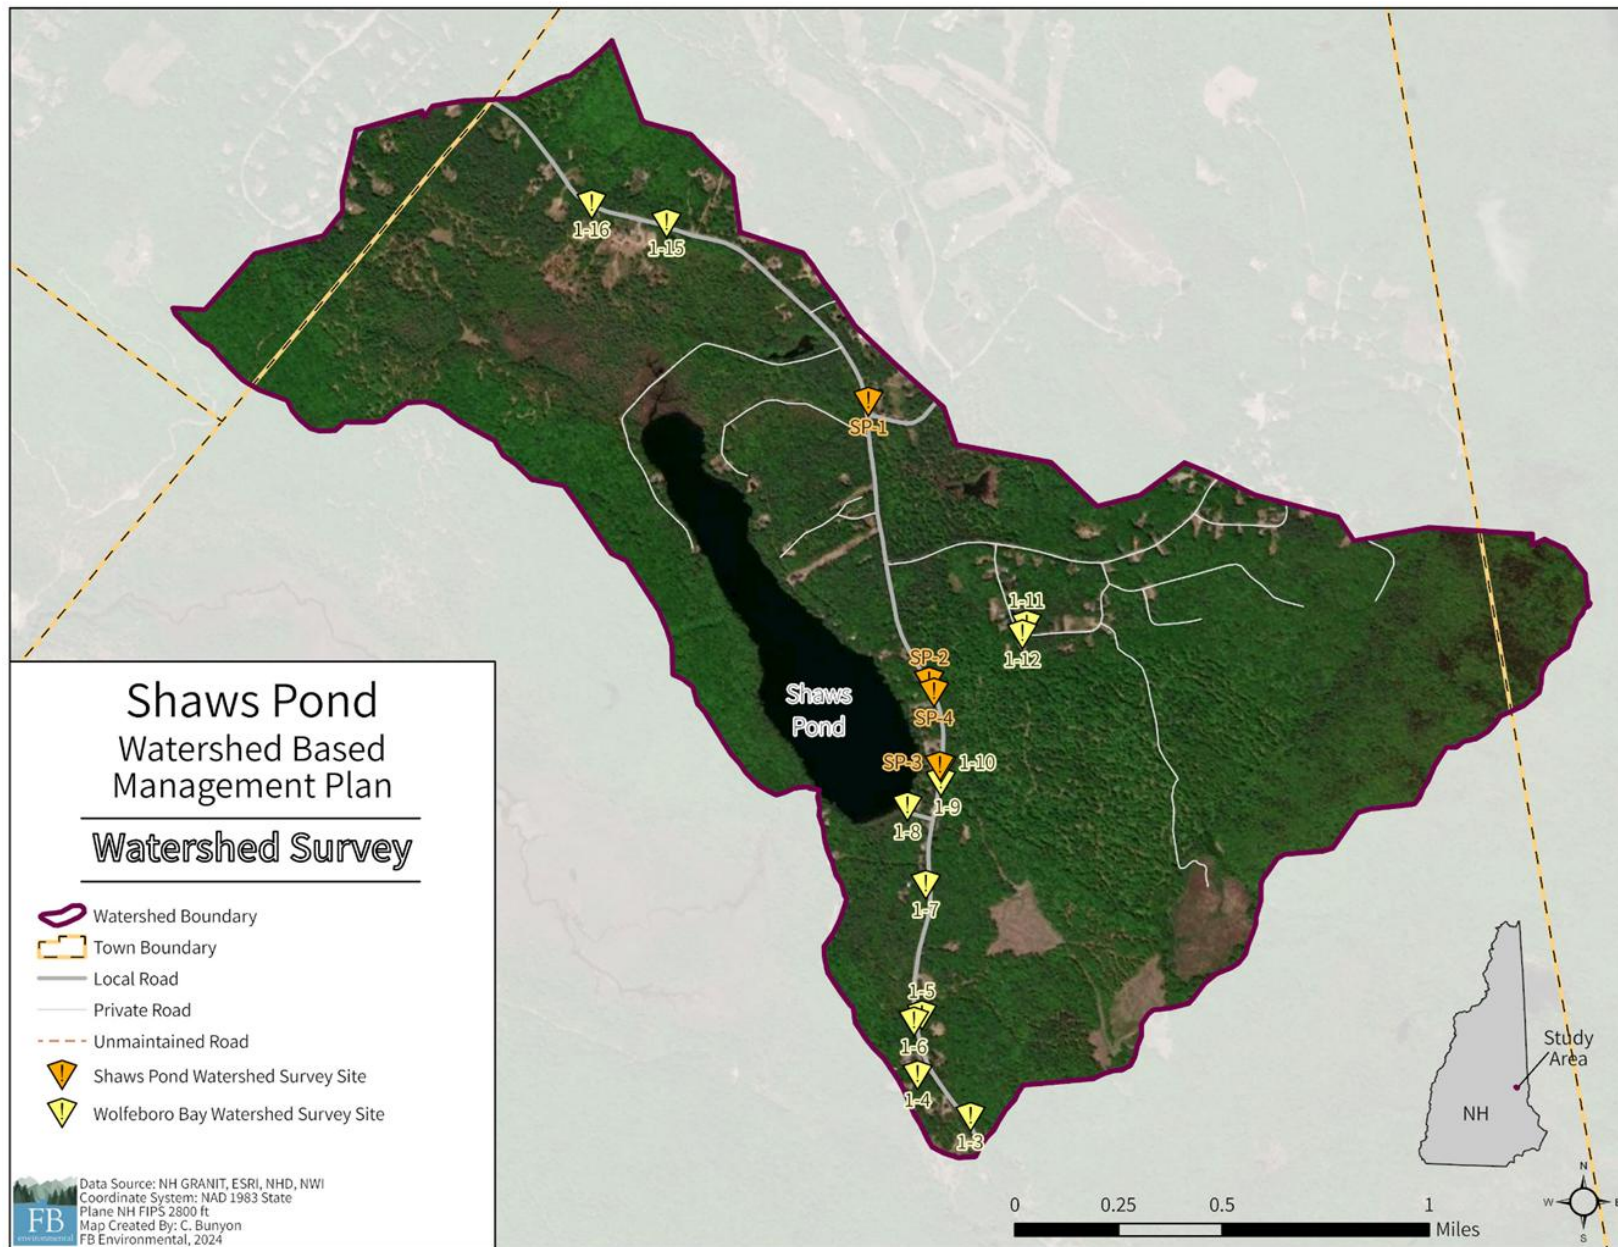 1-16
1-15
SP-1
1-11
1-12
SP-2
SP-4
Shaws
Pond
SP-3
1-10
1-9
1-8
1-7
1-5
1-6
1-4
1-3
Shaws Pond
Watershed Based
Management Plan
Watershed Survey
Watershed Boundary
Town Boundary
Local Road
Private Road
Unmaintained Road
Shaws Pond Watershed Survey Site
Wolfeboro Bay Watershed Survey Site
FB
environmental
Data Source: NH GRANIT, ESRI, NHD, NWI
Coordinate System: NAD 1983 State
Plane NH FIPS 2800 ft
Map Created By: C. Bunyon
FB Environmental, 2024
Study
Area
NH
N
W
E
S
0 0.25 0.5 1
Miles